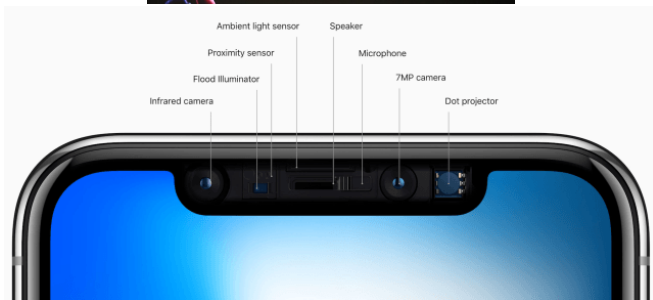 Ambient light sensor
Speaker
Proximity sensor
Microphone
Flood Illuminator
7MP camera
Infrared camera
Dot projector